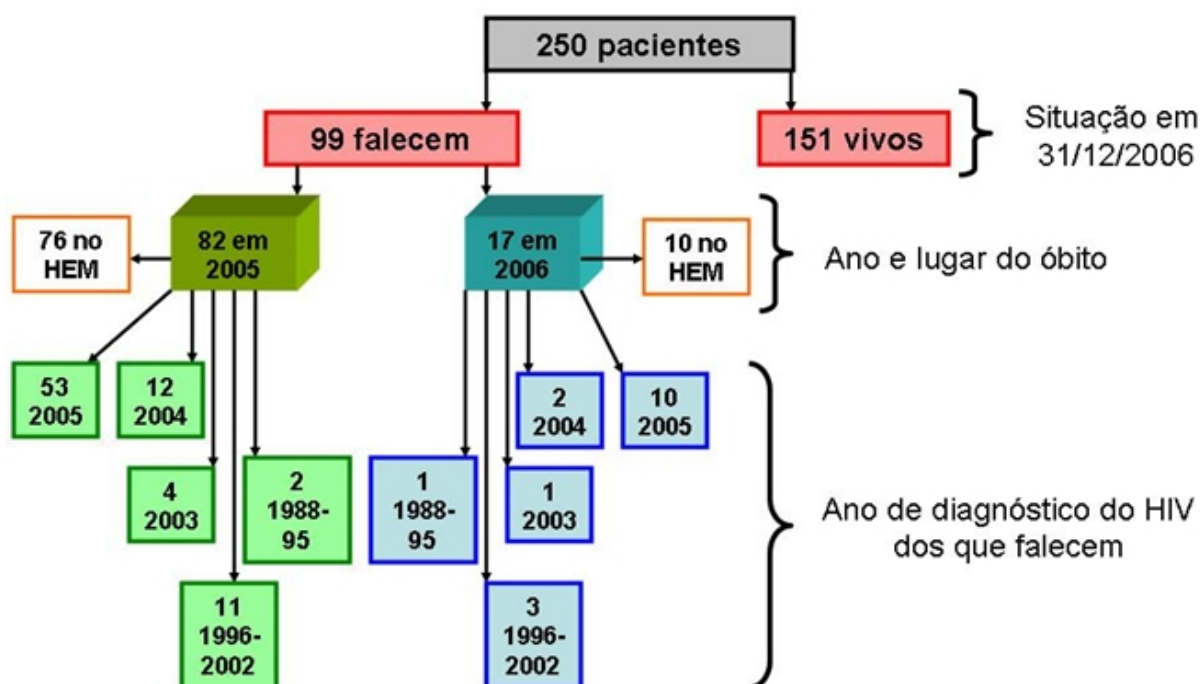 250 pacientes
99 falecem
151 vivos
Situação em
31/12/2006
76 no
HEM
82 em
2005
17 em
2006
10 no
HEM
Ano e lugar do óbito
53
2005
12
2004
2
2004
10
2005
4
2003
2
1988-
95
1
1988-
95
1
2003
Ano de diagnóstico do HIV
dos que falecem
11
1996-
2002
3
1996-
2002